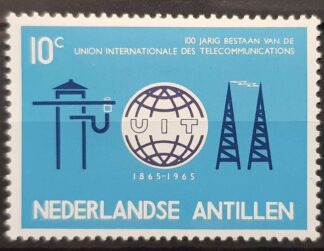 10c
100 JARIG BESTAAN VAN DE
UNION INTERNATIONALE DES TELECOMMUNICATIONS
UIT
1865-1965
NEDERLANDSE ANTILLEN